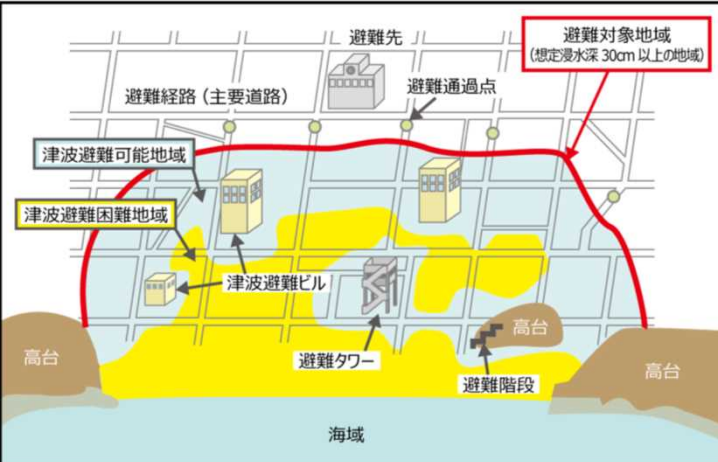 避難対象地域
(想定浸水深 30cm 以上の地域)
避難先
避難通過点
避難経路（主要道路）
津波避難可能地域
津波避難困難地域
津波避難ビル
高台
高台
高台
避難タワー
避難階段
海域